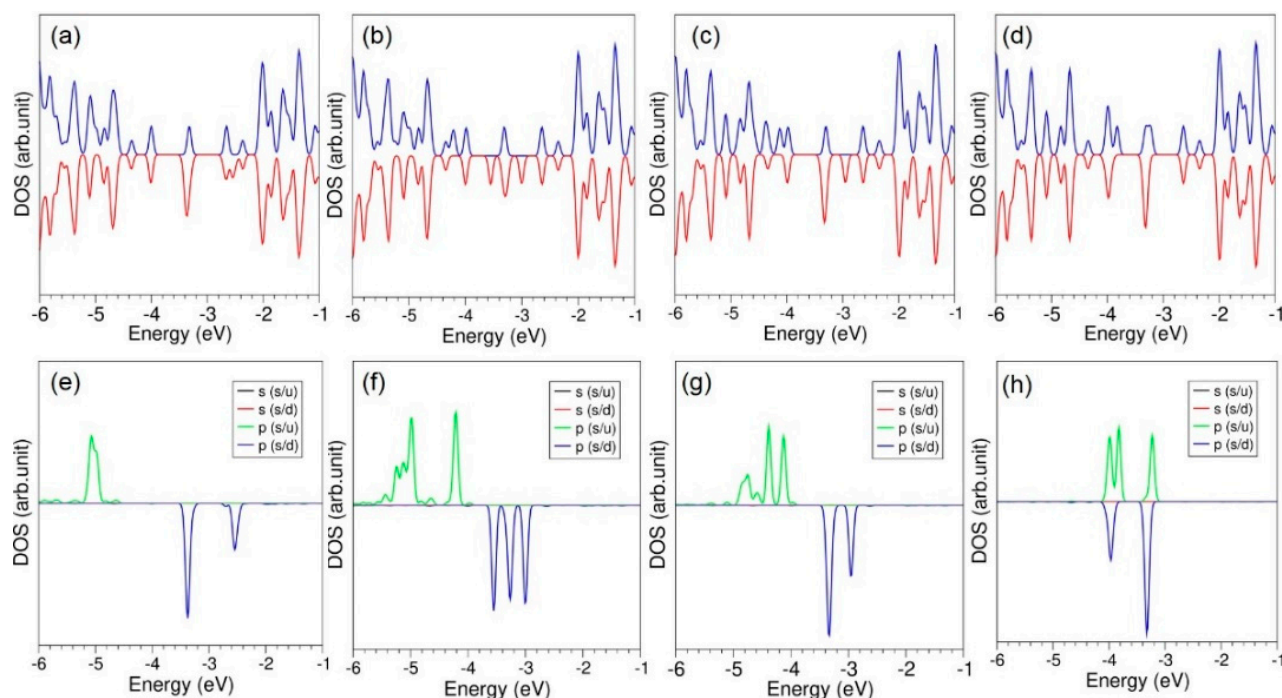 (a)
DOS (arb.unit)
-6 -5 -4 -3 -2 -1
Energy (eV)
(b)
DOS (arb.unit)
-6 -5 -4 -3 -2 -1
Energy (eV)
(c)
DOS (arb.unit)
-6 -5 -4 -3 -2 -1
Energy (eV)
(d)
DOS (arb.unit)
-6 -5 -4 -3 -2 -1
Energy (eV)
(e)
s (s/u)
s (s/d)
p (s/u)
p (s/d)
DOS (arb.unit)
-6 -5 -4 -3 -2 -1
Energy (eV)
(f)
s (s/u)
s (s/d)
p (s/u)
p (s/d)
DOS (arb.unit)
-6 -5 -4 -3 -2 -1
Energy (eV)
(g)
s (s/u)
s (s/d)
p (s/u)
p (s/d)
DOS (arb.unit)
-6 -5 -4 -3 -2 -1
Energy (eV)
(h)
s (s/u)
s (s/d)
p (s/u)
p (s/d)
DOS (arb.unit)
-6 -5 -4 -3 -2 -1
Energy (eV)